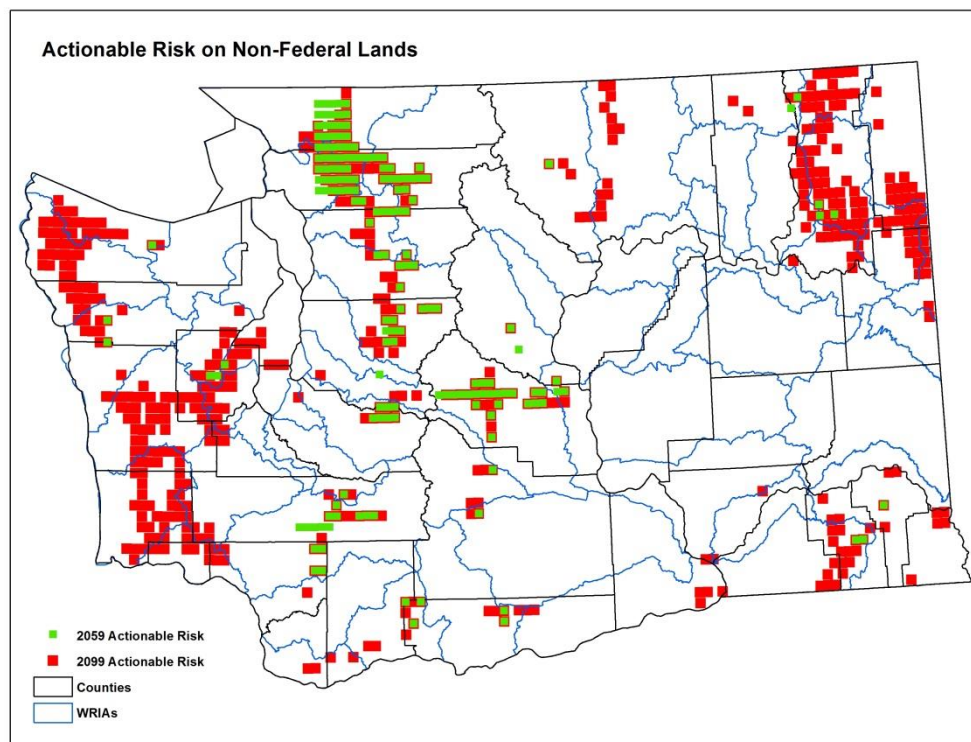 Actionable Risk on Non-Federal Lands
2059 Actionable Risk
2099 Actionable Risk
Counties
WRIAs